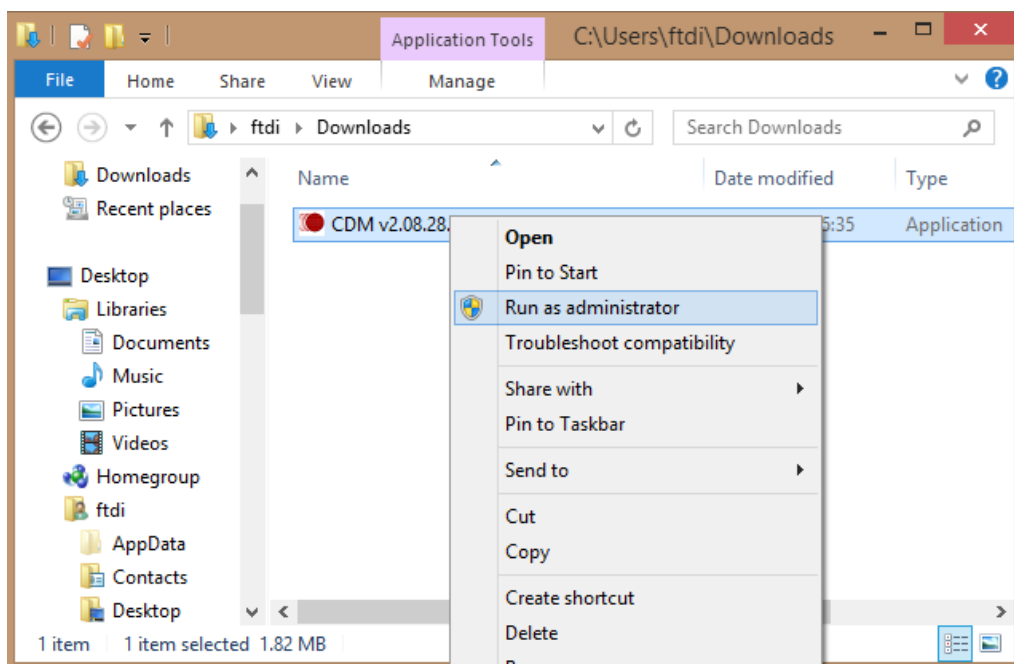 Application Tools
C:\Users\ftdi\Downloads
File
Home
Share
View
Manage
ftdi
Downloads
Search Downloads
Downloads
Recent places
Desktop
Libraries
Documents
Music
Pictures
Videos
Homegroup
ftdi
AppData
Contacts
Desktop
Name
Date modified
Type
CDM v2.08.28.
5:35
Application
Open
Pin to Start
Run as administrator
Troubleshoot compatibility
Share with
Pin to Taskbar
Send to
Cut
Copy
Create shortcut
Delete
1 item
1 item selected 1.82 MB